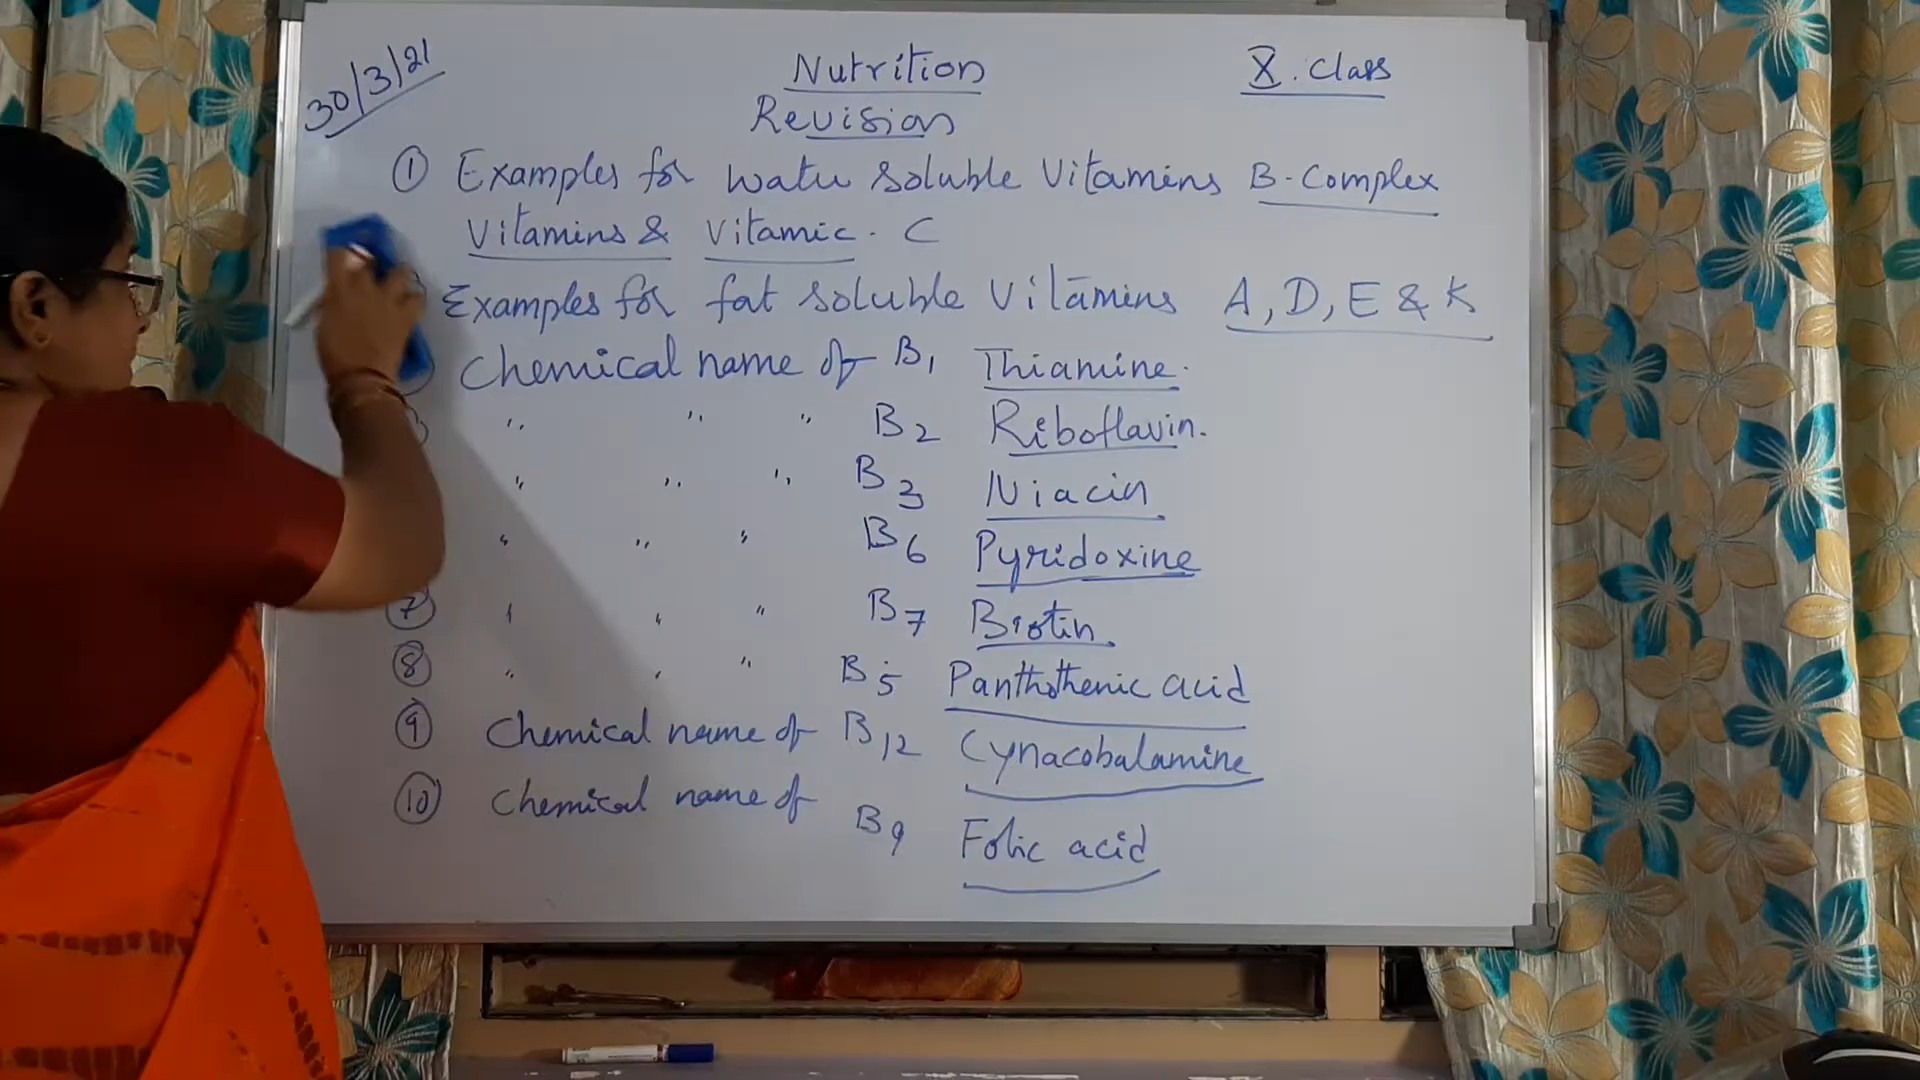 30/3/21
Nutrition
X. Class
Revision
① Examples for water soluble Vitamins B-Complex
Vitamins & Vitamic. C
Examples for fat soluble Vitamins A, D, E & K
Chemical name of B1 Thiamine.
" " " B2 Riboflavin.
" " " B3 Niacin
" " " B6 Pyridoxine
⑦ " " " B7 Biotin.
⑧ " " " B5 Panthothenic acid
⑨ Chemical name of B12 Cynacobalamine
⑩ Chemical name of B9 Folic acid